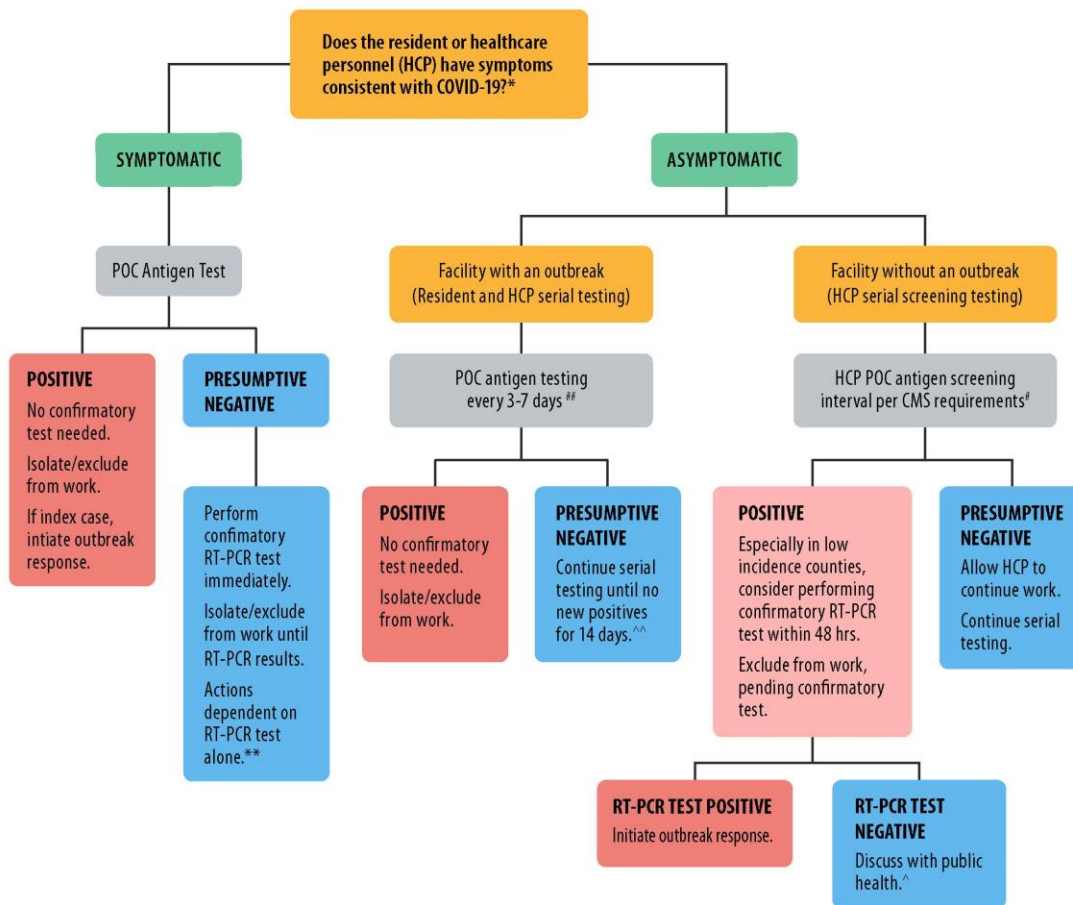 Does the resident or healthcare
personnel (HCP) have symptoms
consistent with COVID-19?*
SYMPTOMATIC
ASYMPTOMATIC
POC Antigen Test
Facility with an outbreak
(Resident and HCP serial testing)
Facility without an outbreak
(HCP serial screening testing)
POSITIVE
No confirmatory
test needed.
Isolate/exclude
from work.
If index case,
intiate outbreak
response.
PRESUMPTIVE
NEGATIVE
Perform
confimatory
RT-PCR test
immediately.
Isolate/exclude
from work until
RT-PCR results.
Actions
dependent on
RT-PCR test
alone.**
POC antigen testing
every 3-7 days ##
HCP POC antigen screening
interval per CMS requirements#
POSITIVE
No confirmatory
test needed.
Isolate/exclude
from work.
PRESUMPTIVE
NEGATIVE
Continue serial
testing until no
new positives
for 14 days.^^
POSITIVE
Especially in low
incidence counties,
consider performing
confirmatory RT-PCR
test within 48 hrs.
Exclude from work,
pending confirmatory
test.
PRESUMPTIVE
NEGATIVE
Allow HCP to
continue work.
Continue serial
testing.
RT-PCR TEST POSITIVE
Initiate outbreak response.
RT-PCR TEST
NEGATIVE
Discuss with public
health.^